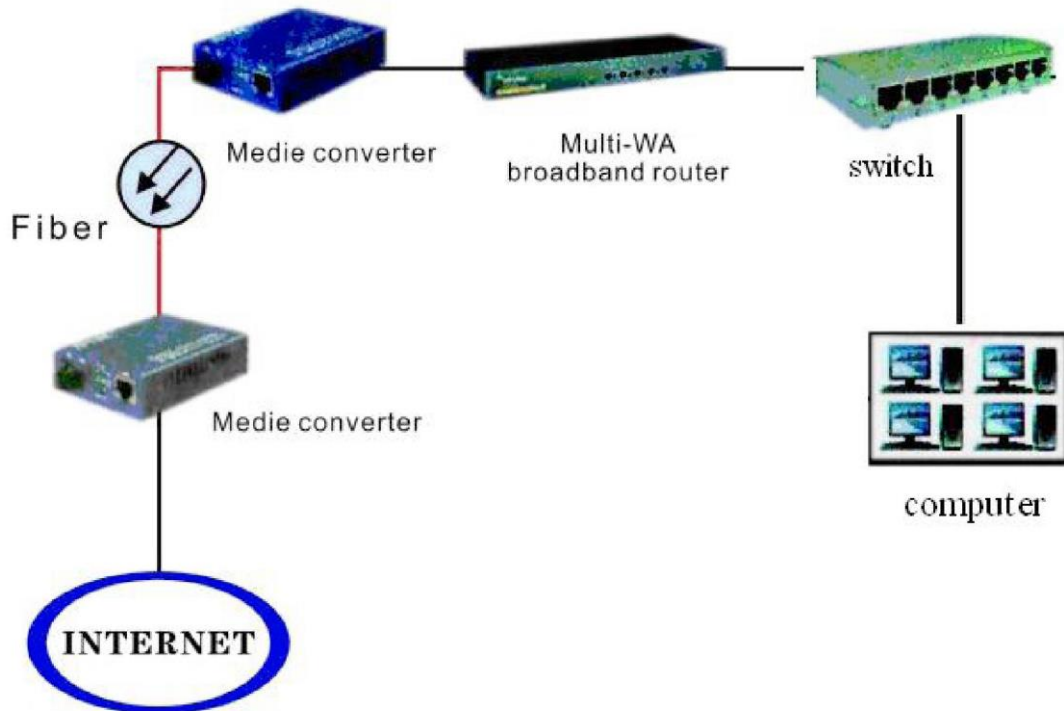 Medie converter
Multi-WA
broadband router
switch
Fiber
Medie converter
computer
INTERNET